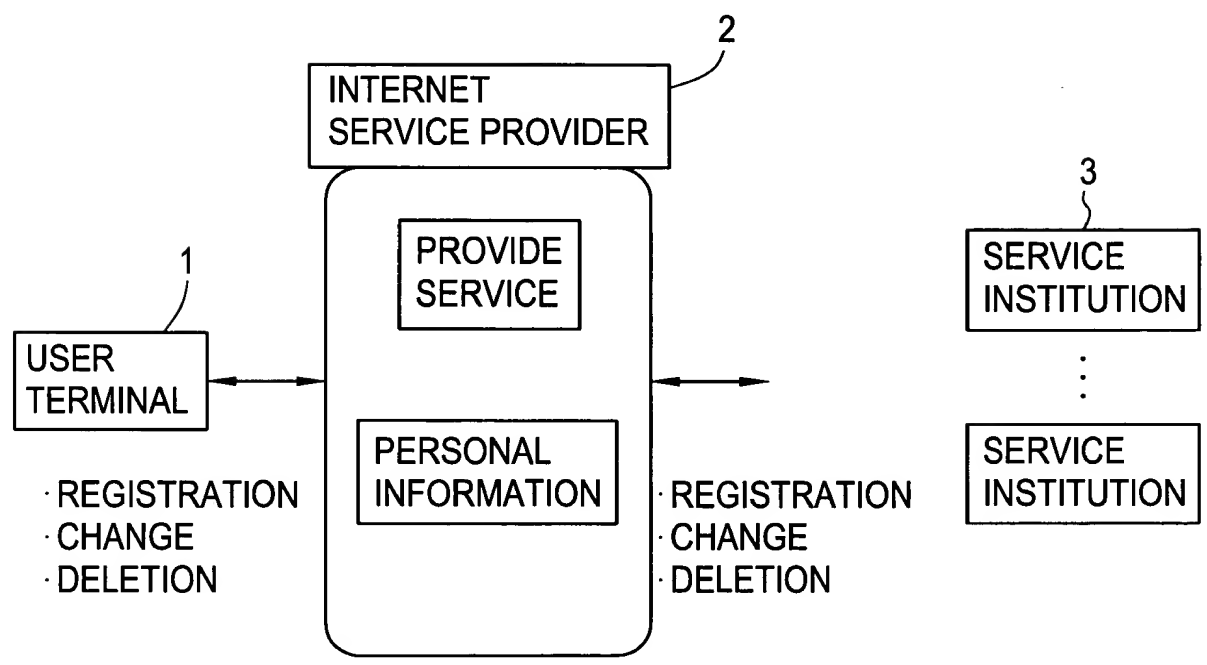 2
INTERNET
SERVICE PROVIDER
3
PROVIDE
SERVICE
SERVICE
INSTITUTION
1
USER
TERMINAL
PERSONAL
INFORMATION
SERVICE
INSTITUTION
· REGISTRATION
· CHANGE
· DELETION
· REGISTRATION
· CHANGE
· DELETION